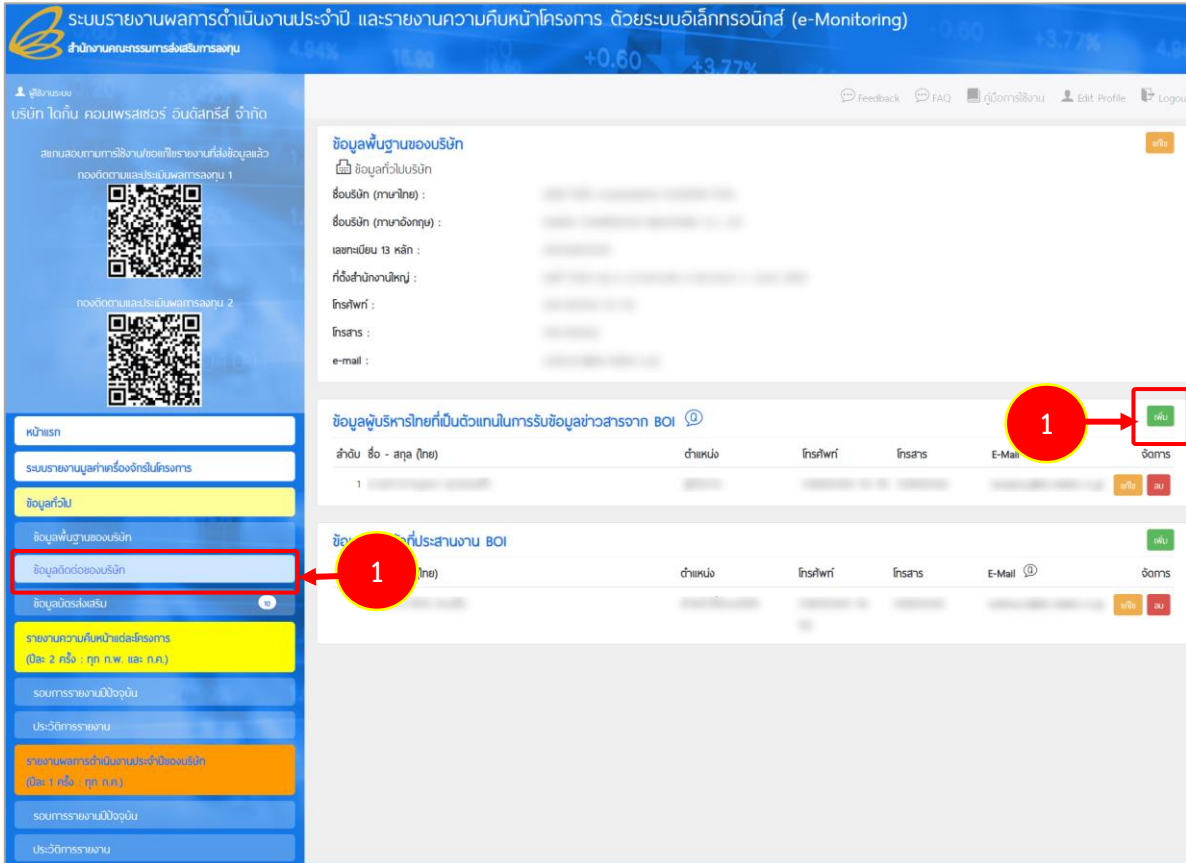 ระบบรายงานผลการดำเนินงานประจำปี และรายงานความคืบหน้าโครงการ ด้วยระบบอิเล็กทรอนิกส์ (e-Monitoring)
สำนักงานคณะกรรมการส่งเสริมการลงทุน
4.94% 16.90 +0.60 +3.77%
ผู้ใช้งานระบบ
บริษัท ไดกิ้น คอมเพรสเซอร์ อินดัสทรีส์ จำกัด
Feedback FAQ คู่มือการใช้งาน Edit Profile Logou
สแกนสอบถามการใช้งาน/ขอแก้ไขรายงานที่ส่งข้อมูลแล้ว
กองติดตามและประเมินผลการลงทุน 1
กองติดตามและประเมินผลการลงทุน 2
หน้าแรก
ระบบรายงานมูลค่าเครื่องจักรในโครงการ
ข้อมูลทั่วไป
ข้อมูลพื้นฐานของบริษัท
ข้อมูลติดต่อของบริษัท
ข้อมูลบัตรส่งเสริม 10
รายงานความคืบหน้าแต่ละโครงการ
(ปีละ 2 ครั้ง : ทุก ก.พ. และ ก.ค.)
รอบการรายงานปีปัจจุบัน
ประวัติการรายงาน
รายงานผลการดำเนินงานประจำปีของบริษัท
(ปีละ 1 ครั้ง : ทุก ก.ค.)
รอบการรายงานปีปัจจุบัน
ประวัติการรายงาน
ข้อมูลพื้นฐานของบริษัท แก้ไข
ข้อมูลทั่วไปบริษัท
ชื่อบริษัท (ภาษาไทย) :
ชื่อบริษัท (ภาษาอังกฤษ) :
เลขทะเบียน 13 หลัก :
ที่ตั้งสำนักงานใหญ่ :
โทรศัพท์ :
โทรสาร :
e-mail :
ข้อมูลผู้บริหารไทยที่เป็นตัวแทนในการรับข้อมูลข่าวสารจาก BOI 1 เพิ่ม
ลำดับ ชื่อ - สกุล (ไทย) ตำแหน่ง โทรศัพท์ โทรสาร E-Mail จัดการ
1 แก้ไข ลบ
ที่ประสานงาน BOI เพิ่ม
1 (ไทย) ตำแหน่ง โทรศัพท์ โทรสาร E-Mail จัดการ
แก้ไข ลบ